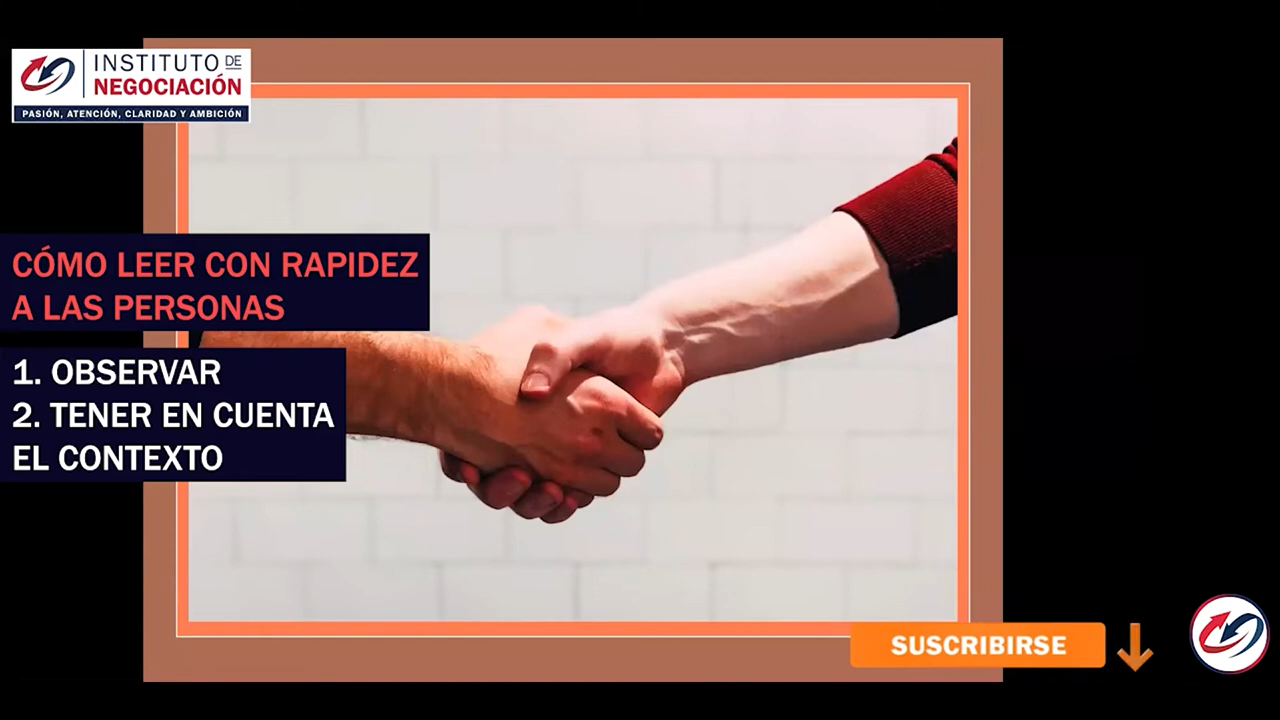 INSTITUTO DE
NEGOCIACIÓN
PASIÓN, ATENCIÓN, CLARIDAD Y AMBICIÓN
CÓMO LEER CON RAPIDEZ
A LAS PERSONAS
1. OBSERVAR
2. TENER EN CUENTA
EL CONTEXTO
SUSCRIBIRSE